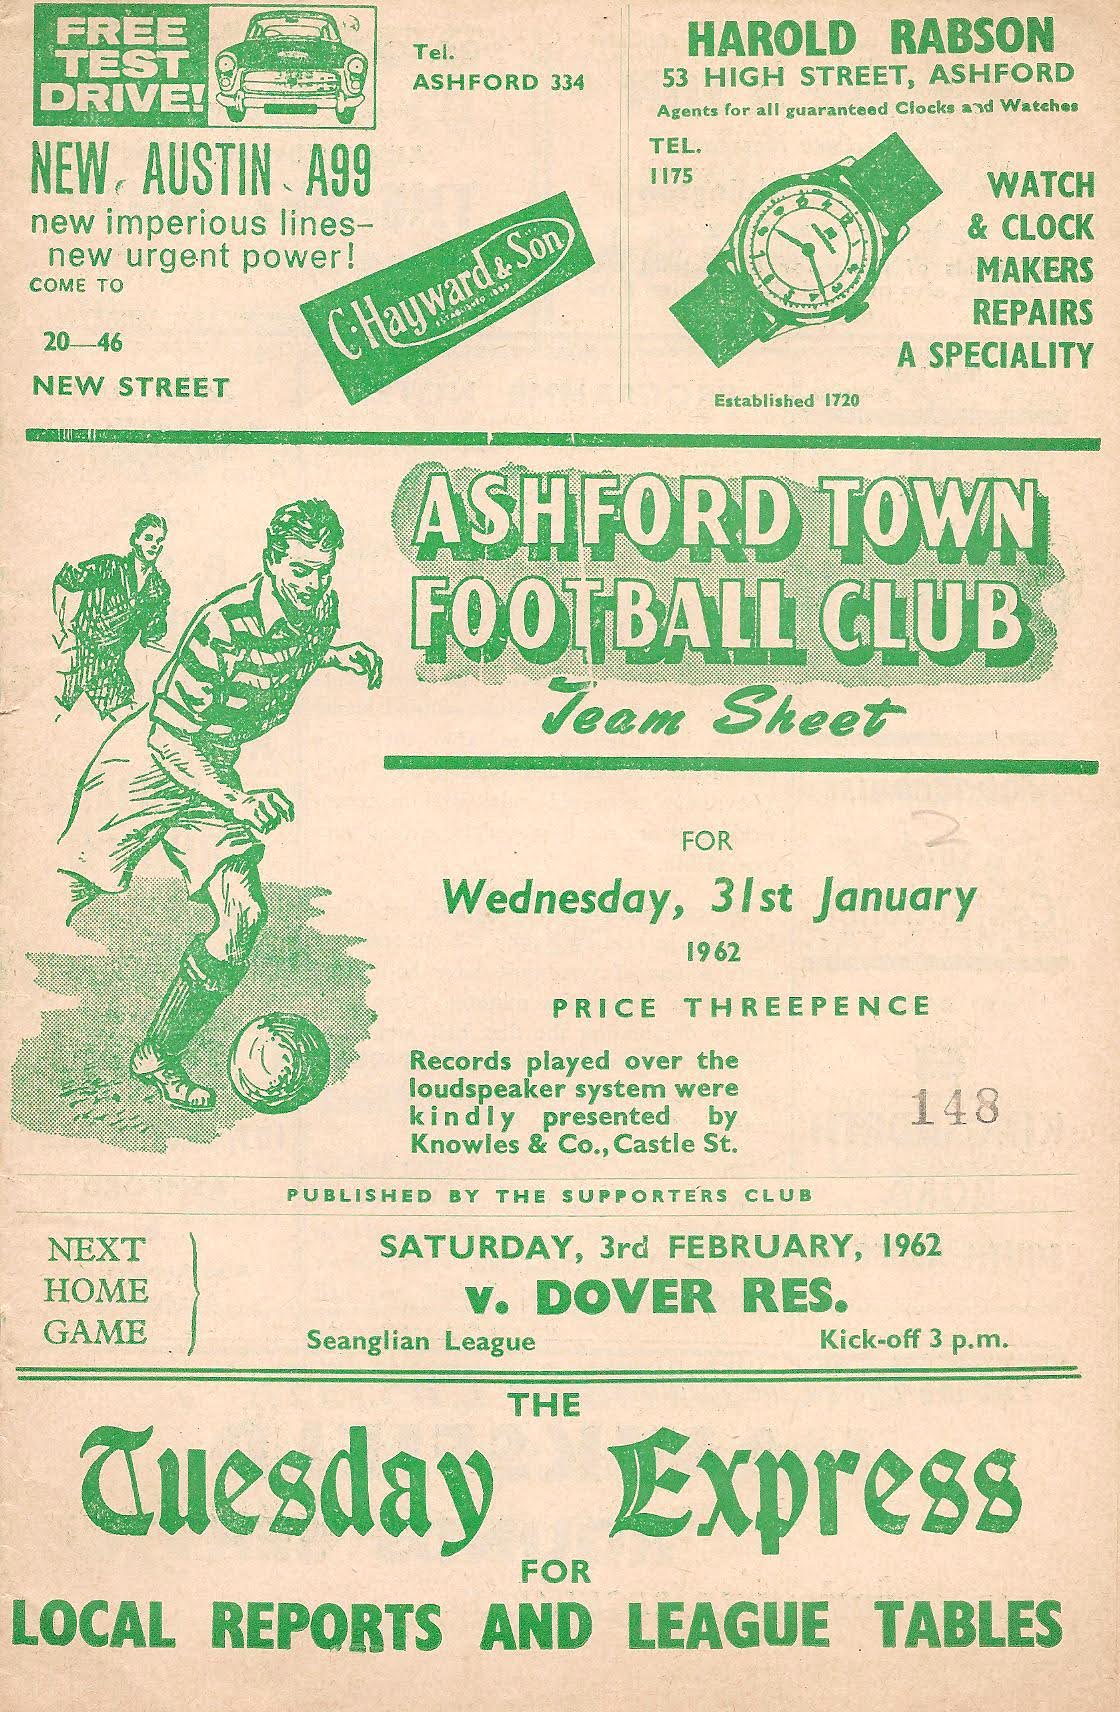 FREE
TEST
DRIVE!
Tel.
ASHFORD 334
NEW AUSTIN A99
new imperious lines—
new urgent power!
COME TO
C. Hayward & Son
20—46
NEW STREET
HAROLD RABSON
53 HIGH STREET, ASHFORD
Agents for all guaranteed Clocks and Watches
TEL.
1175
WATCH
& CLOCK
MAKERS
REPAIRS
A SPECIALITY
Established 1720
ASHFORD TOWN
FOOTBALL CLUB
Team Sheet
2
FOR
Wednesday, 31st January
1962
PRICE THREEPENCE
Records played over the
loudspeaker system were
kindly presented by
Knowles & Co., Castle St.
148
PUBLISHED BY THE SUPPORTERS CLUB
NEXT
HOME
GAME
SATURDAY, 3rd FEBRUARY, 1962
v. DOVER RES.
Seanglian League Kick-off 3 p.m.
THE
Tuesday Express
FOR
LOCAL REPORTS AND LEAGUE TABLES